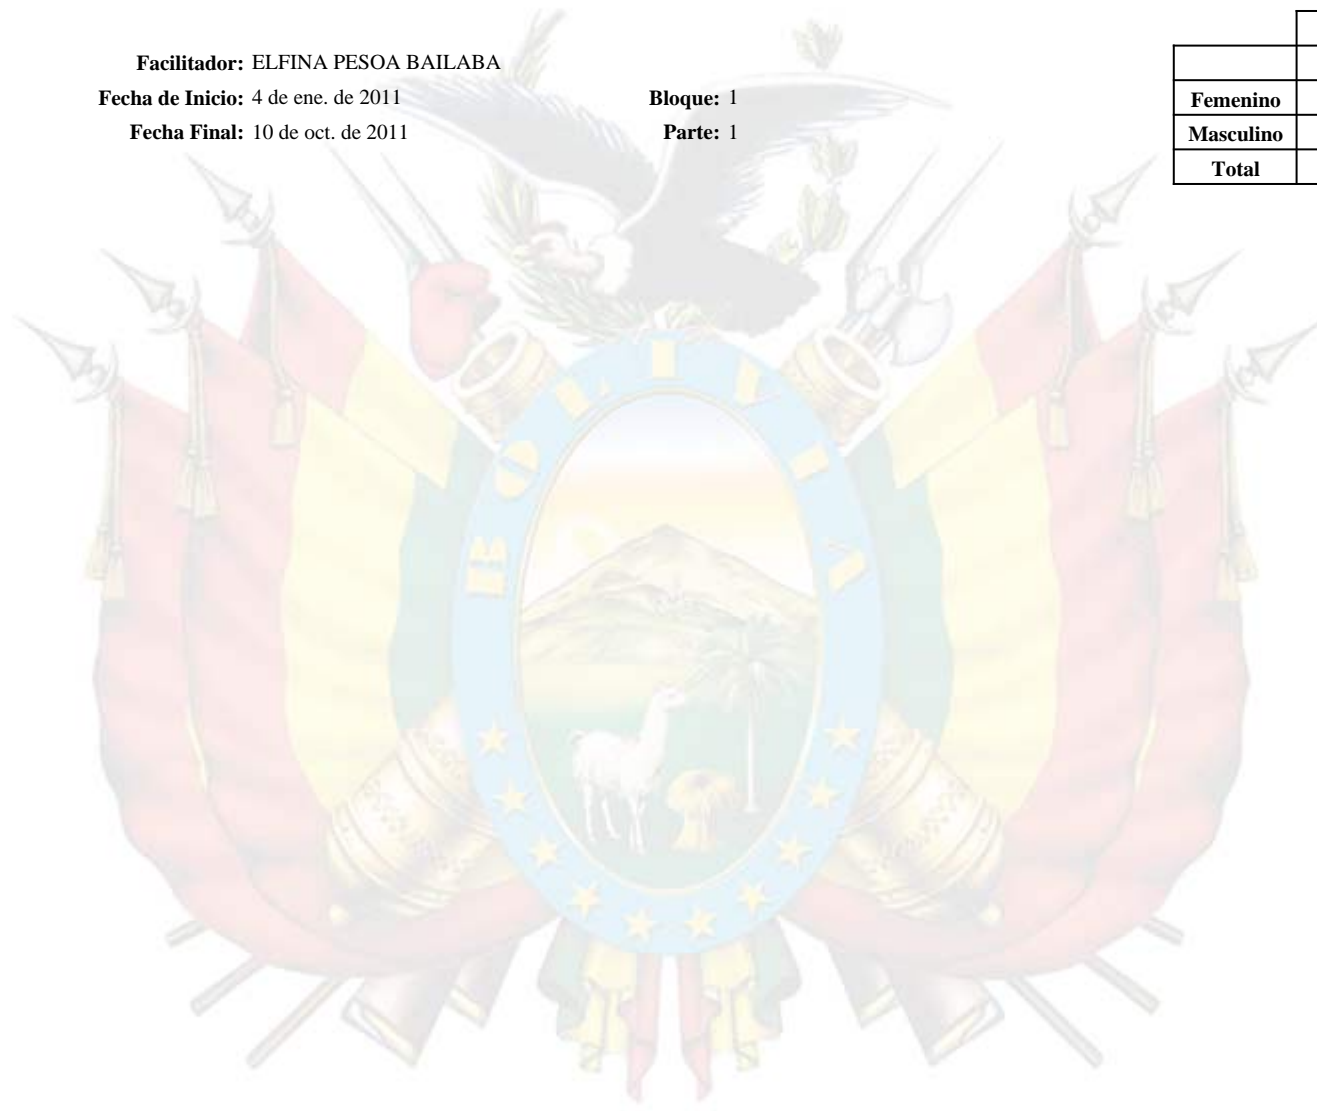 Facilitador: ELFINA PESOA BAILABA
Fecha de Inicio: 4 de ene. de 2011 Bloque: 1
Fecha Final: 10 de oct. de 2011 Parte: 1
Femenino
Masculino
Total
BOLIVIA